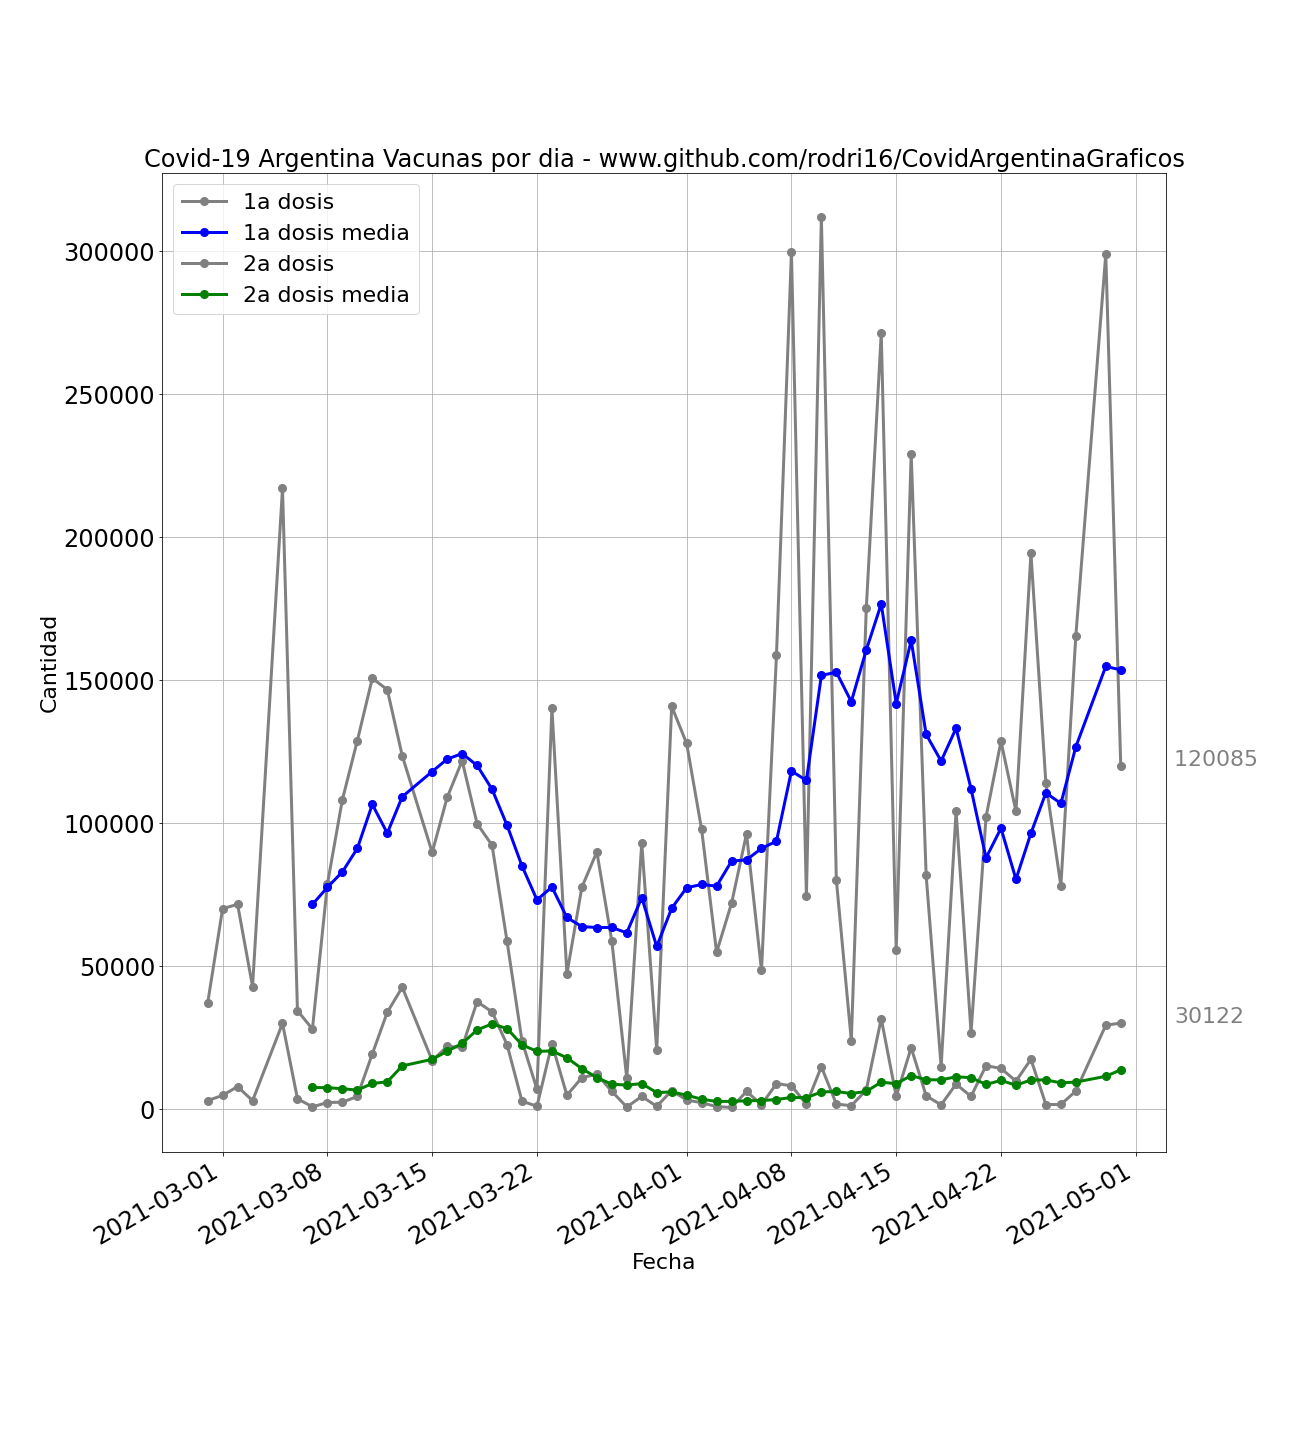 Covid-19 Argentina Vacunas por dia - www.github.com/rodri16/CovidArgentinaGraficos
1a dosis
1a dosis media
2a dosis
2a dosis media
300000
250000
200000
150000
100000
50000
0
Cantidad
120085
30122
2021-03-01
2021-03-08
2021-03-15
2021-03-22
2021-04-01
2021-04-08
2021-04-15
2021-04-22
2021-05-01
Fecha